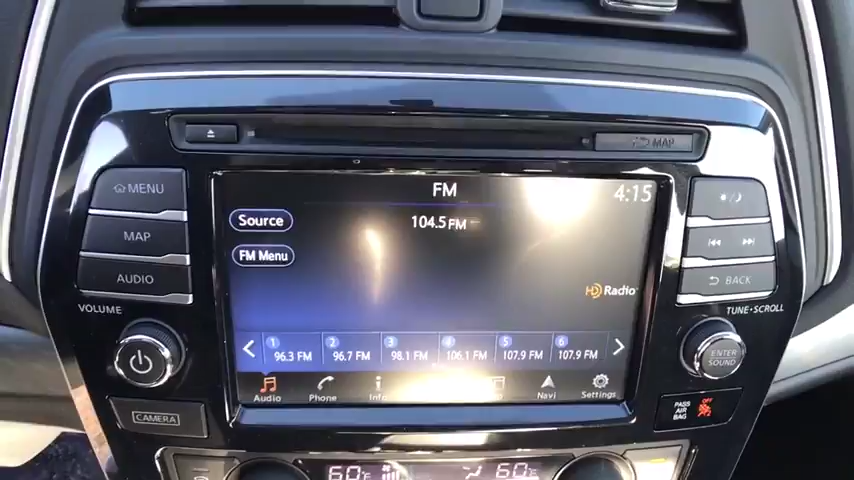 MAP
MENU
MAP
AUDIO
VOLUME
CAMERA
FM
4:15
Source
104.5 FM
FM Menu
HD Radio
1 2 3 4 5 6
96.3 FM 96.7 FM 98.1 FM 106.1 FM 107.9 FM 107.9 FM
Audio Phone Info Navi Settings
BACK
TUNE·SCROLL
ENTER
SOUND
PASS
AIR
BAG
OFF
60°F 60°F